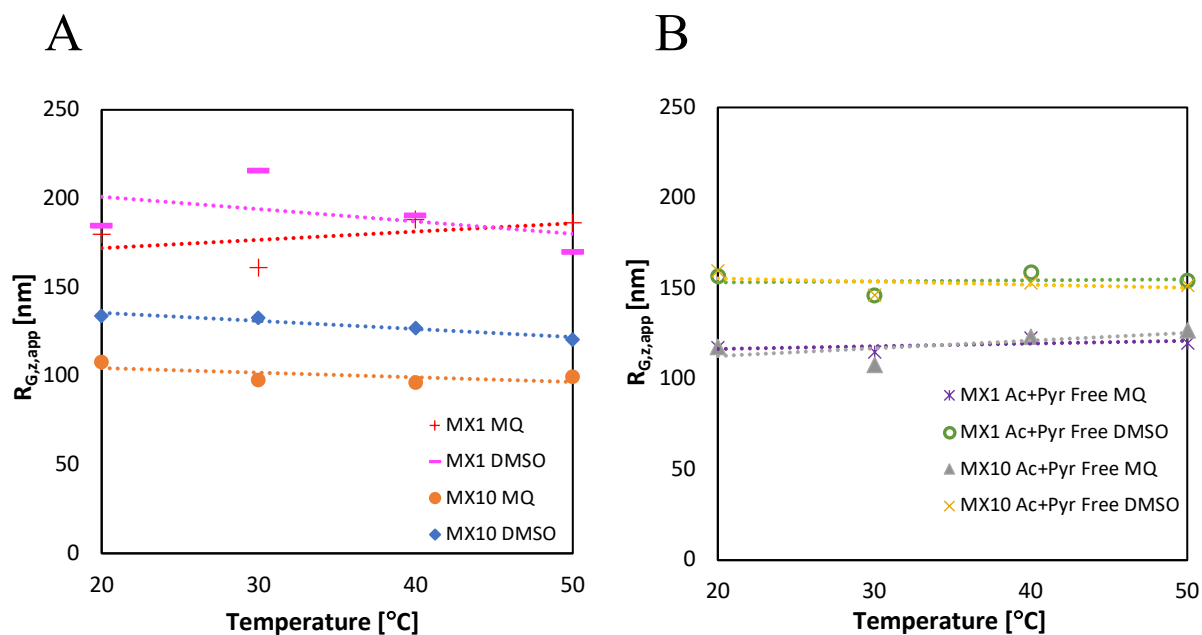 A
250
200
150
100
50
0
20 30 40 50
R_G,z,app [nm]
Temperature [°C]
MX1 MQ
MX1 DMSO
MX10 MQ
MX10 DMSO
B
250
200
150
100
50
0
20 30 40 50
R_G,z,app [nm]
Temperature [°C]
MX1 Ac+Pyr Free MQ
MX1 Ac+Pyr Free DMSO
MX10 Ac+Pyr Free MQ
MX10 Ac+Pyr Free DMSO